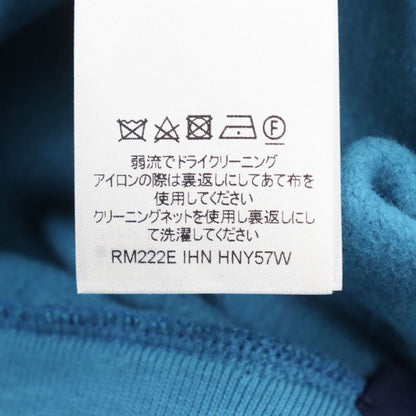 F
弱流でドライクリーニング
アイロンの際は裏返しにしてあて布を
使用してください
クリーニングネットを使用し裏返しにし
て洗濯してください
RM222E IHN HNY57W